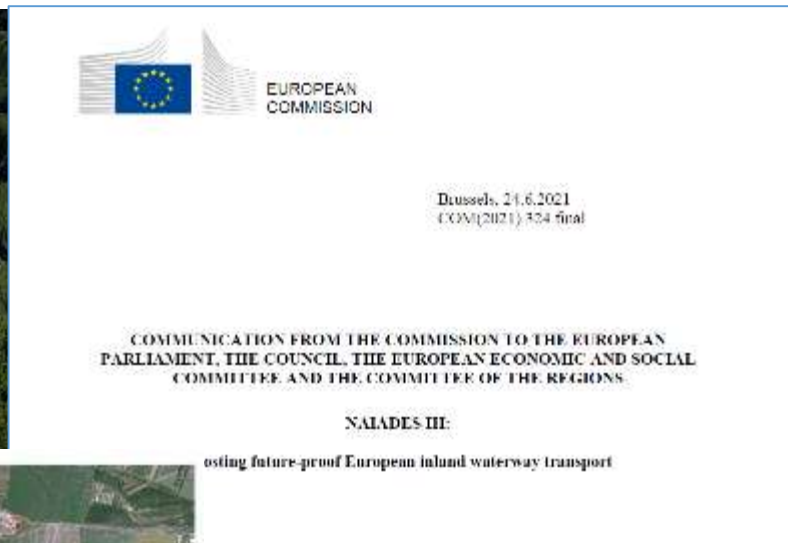 EUROPEAN
COMMISSION
Brussels, 24.6.2021
COM(2021) 324 final
COMMUNICATION FROM THE COMMISSION TO THE EUROPEAN
PARLIAMENT, THE COUNCIL, THE EUROPEAN ECONOMIC AND SOCIAL
COMMITTEE AND THE COMMITTEE OF THE REGIONS
NAIADES III:
osting future-proof European inland waterway transport